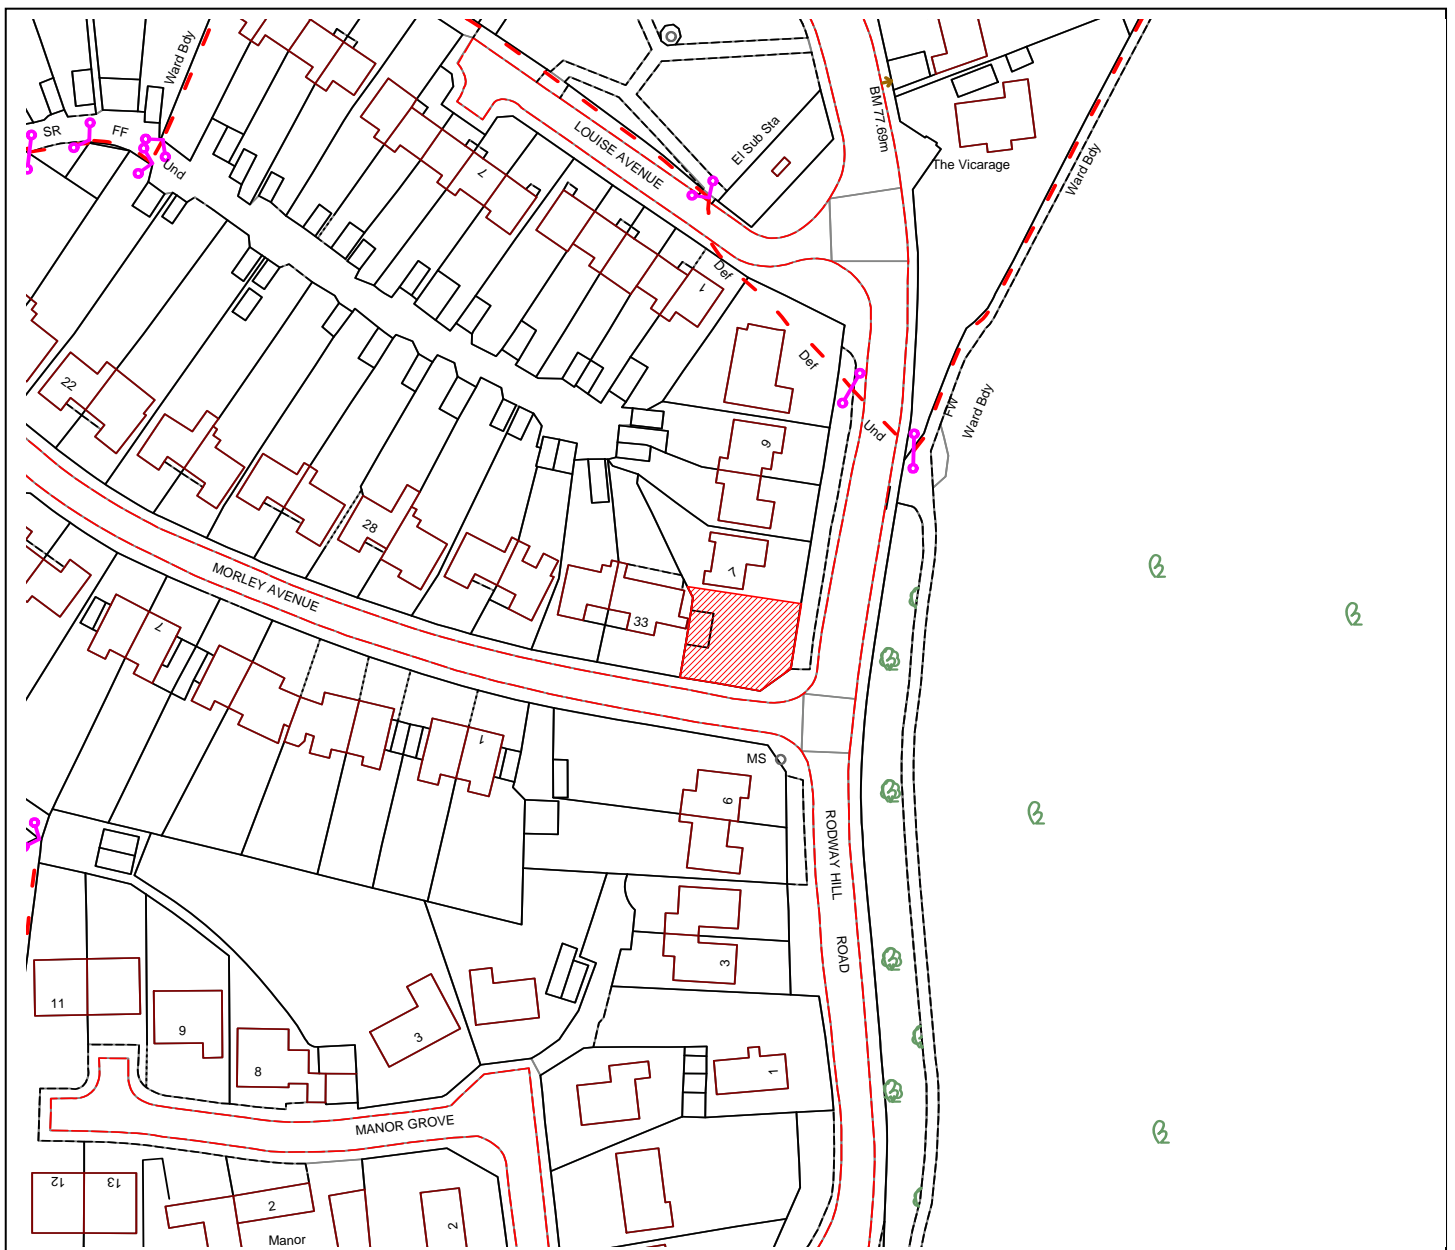 Ward Bdy
SR
FF
Und
LOUISE AVENUE
7
El Sub Sta
BM 77.69m
The Vicarage
Ward Bdy
Def
1
Def
22
9
FW
Ward Bdy
Und
28
7
MORLEY AVENUE
33
7
1
MS
6
RODWAY HILL
ROAD
3
11
9
8
3
1
MANOR GROVE
12
13
2
2
Manor